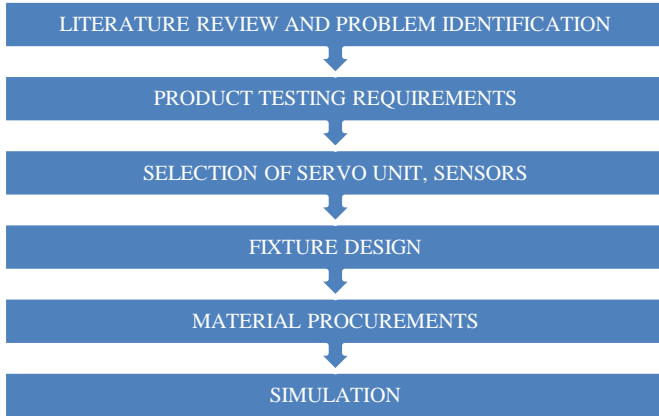 LITERATURE REVIEW AND PROBLEM IDENTIFICATION
PRODUCT TESTING REQUIREMENTS
SELECTION OF SERVO UNIT, SENSORS
FIXTURE DESIGN
MATERIAL PROCUREMENTS
SIMULATION